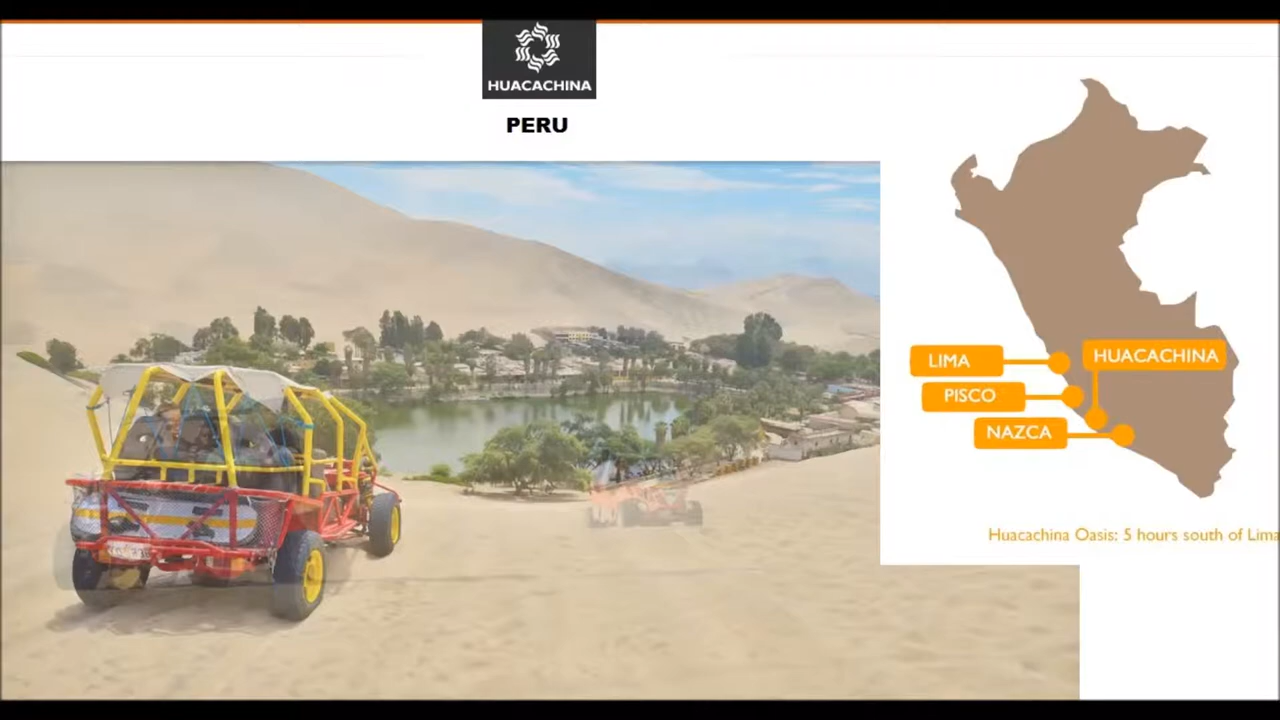 HUACACHINA
PERU
LIMA
HUACACHINA
PISCO
NAZCA
Huacachina Oasis: 5 hours south of Lima